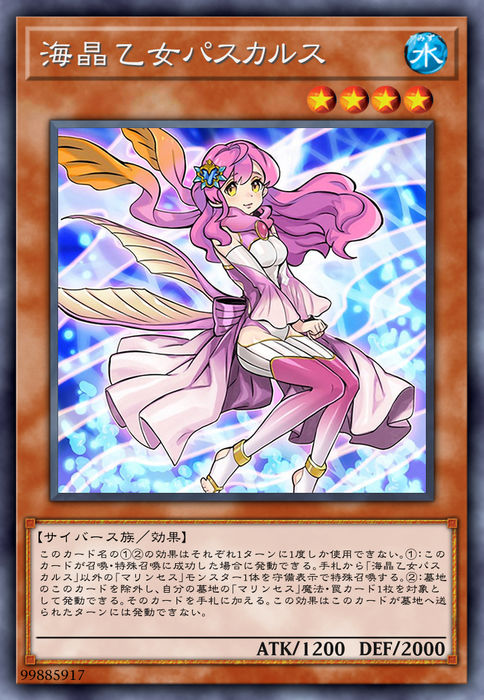 海晶乙女パスカルス
みず
水
【サイバース族／効果】
このカード名の①②の効果はそれぞれ1ターンに1度しか使用できない。①：この
カードが召喚・特殊召喚に成功した場合に発動できる。手札から「海晶乙女パスカ
ルス」以外の「マリンセス」モンスター1体を守備表示で特殊召喚する。②：墓地
のこのカードを除外し、自分の墓地の「マリンセス」魔法・罠カード1枚を対象と
して発動できる。そのカードを手札に加える。この効果はこのカードが墓地へ送
られたターンには発動できない。
ATK/1200 DEF/2000
99885917